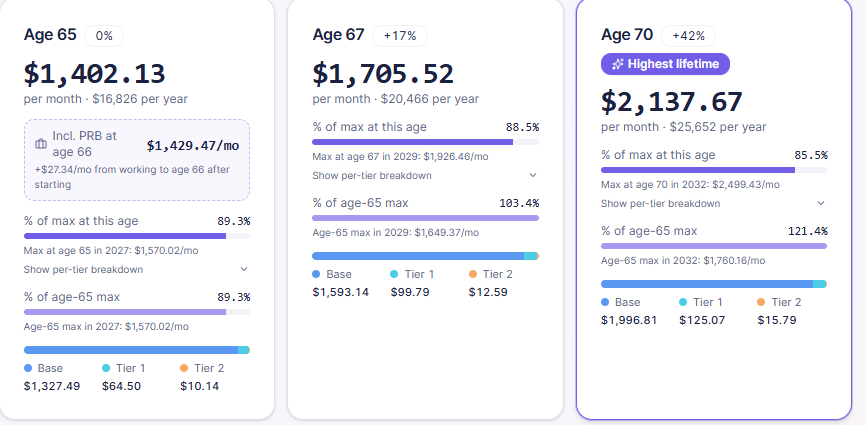 Age 65 0%
$1,402.13
per month · $16,826 per year
Incl. PRB at
age 66
$1,429.47/mo
+$27.34/mo from working to age 66 after
starting
% of max at this age 89.3%
Max at age 65 in 2027: $1,570.02/mo
Show per-tier breakdown
% of age-65 max 89.3%
Age-65 max in 2027: $1,570.02/mo
Base Tier 1 Tier 2
$1,327.49 $64.50 $10.14
Age 67 +17%
$1,705.52
per month · $20,466 per year
% of max at this age 88.5%
Max at age 67 in 2029: $1,926.46/mo
Show per-tier breakdown
% of age-65 max 103.4%
Age-65 max in 2029: $1,649.37/mo
Base Tier 1 Tier 2
$1,593.14 $99.79 $12.59
Age 70 +42%
Highest lifetime
$2,137.67
per month · $25,652 per year
% of max at this age 85.5%
Max at age 70 in 2032: $2,499.43/mo
Show per-tier breakdown
% of age-65 max 121.4%
Age-65 max in 2032: $1,760.16/mo
Base Tier 1 Tier 2
$1,996.81 $125.07 $15.79